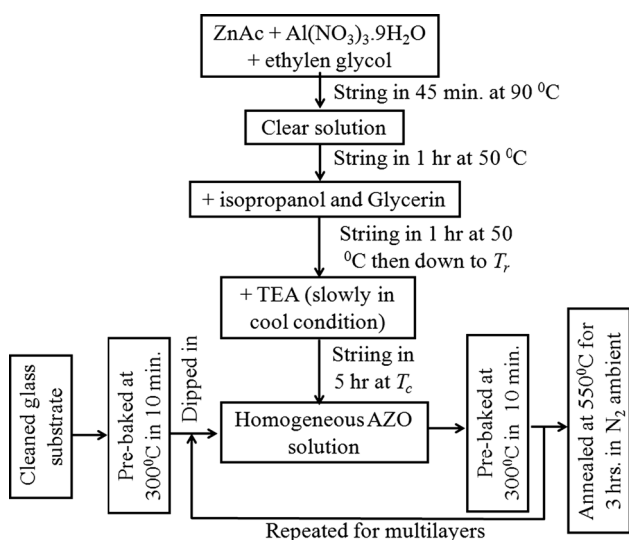 ZnAc + Al(NO₃)₃.9H₂O
+ ethylen glycol
String in 45 min. at 90 ⁰C
Clear solution
String in 1 hr at 50 ⁰C
+ isopropanol and Glycerin
Striing in 1 hr at 50
⁰C then down to Tᵣ
+ TEA (slowly in
cool condition)
Striing in
5 hr at T꜀
Cleaned glass
substrate
Pre-baked at
300⁰C in 10 min.
Dipped in
Homogeneous AZO
solution
Pre-baked at
300⁰C in 10 min.
Annealed at 550⁰C for
3 hrs. in N₂ ambient
Repeated for multilayers